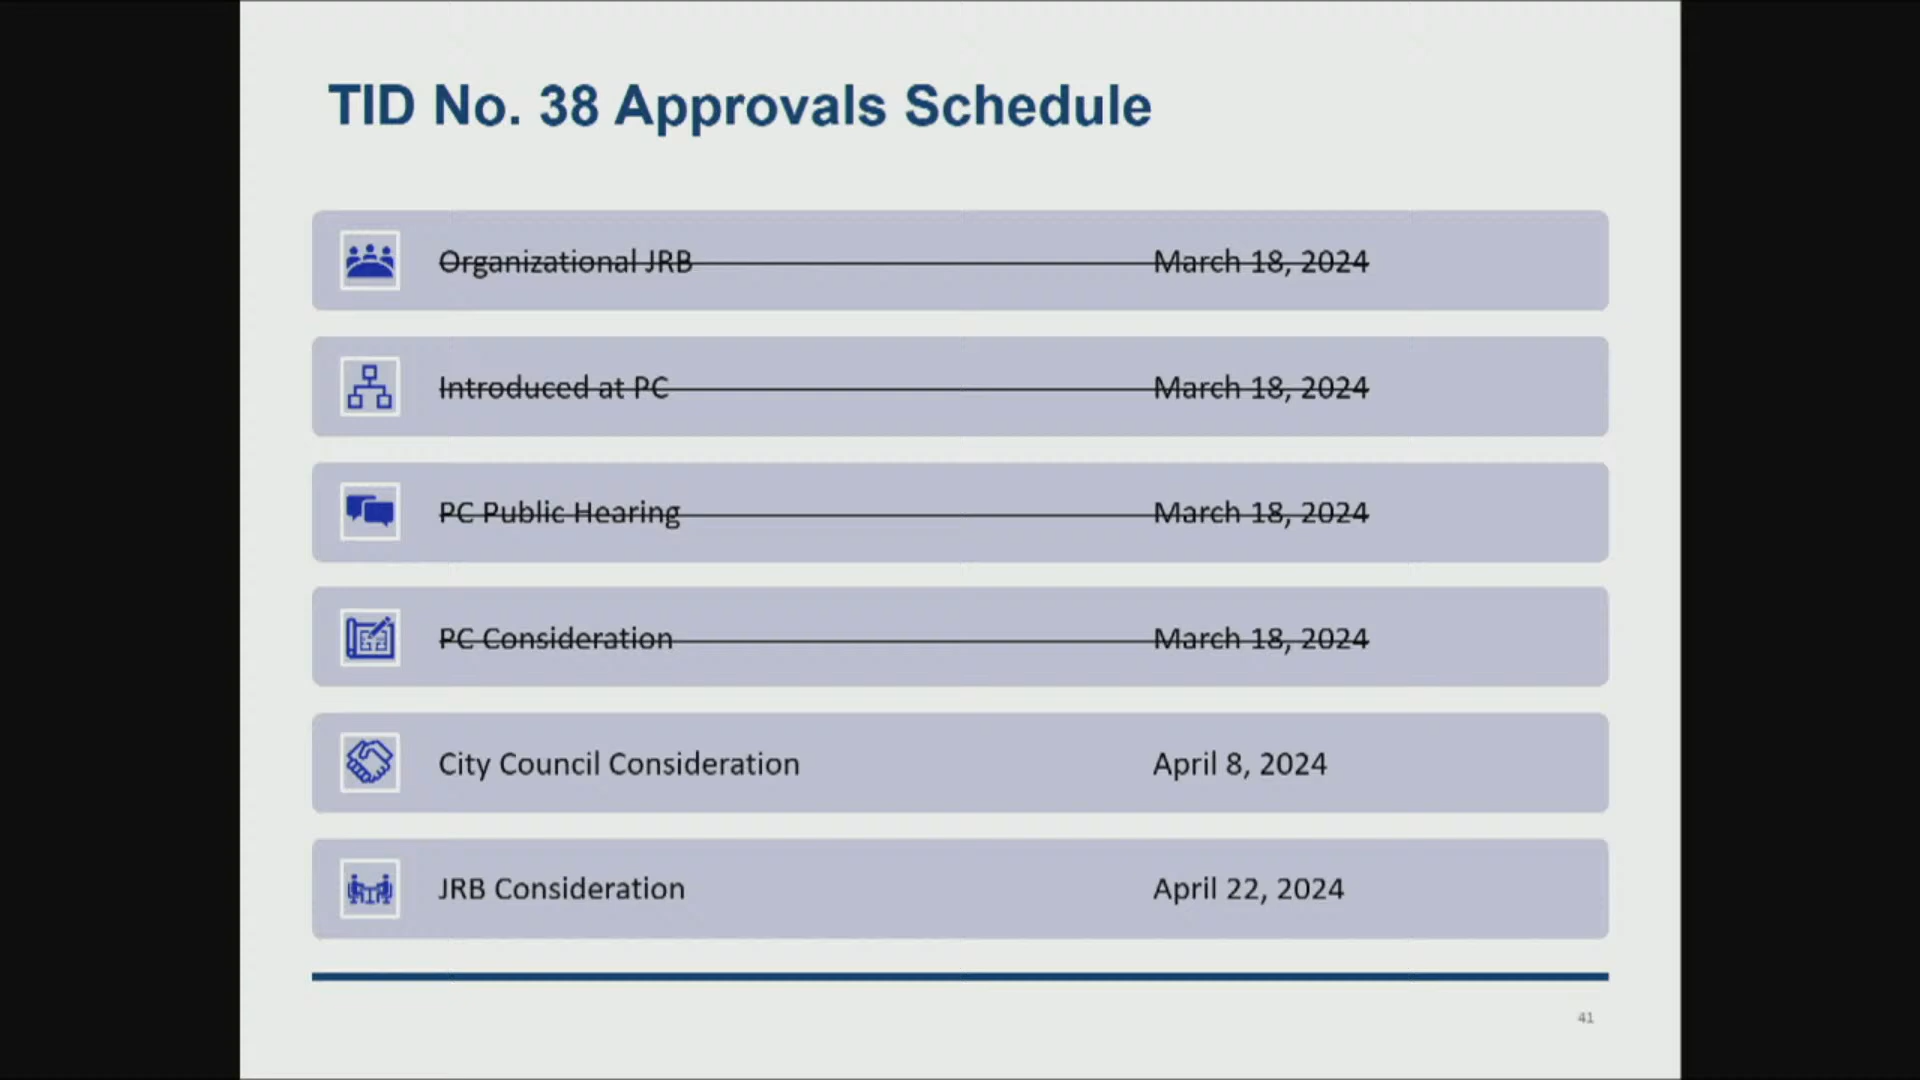 TID No. 38 Approvals Schedule
Organizational JRB March 18, 2024
Introduced at PC March 18, 2024
PC Public Hearing March 18, 2024
PC Consideration March 18, 2024
City Council Consideration April 8, 2024
JRB Consideration April 22, 2024
41